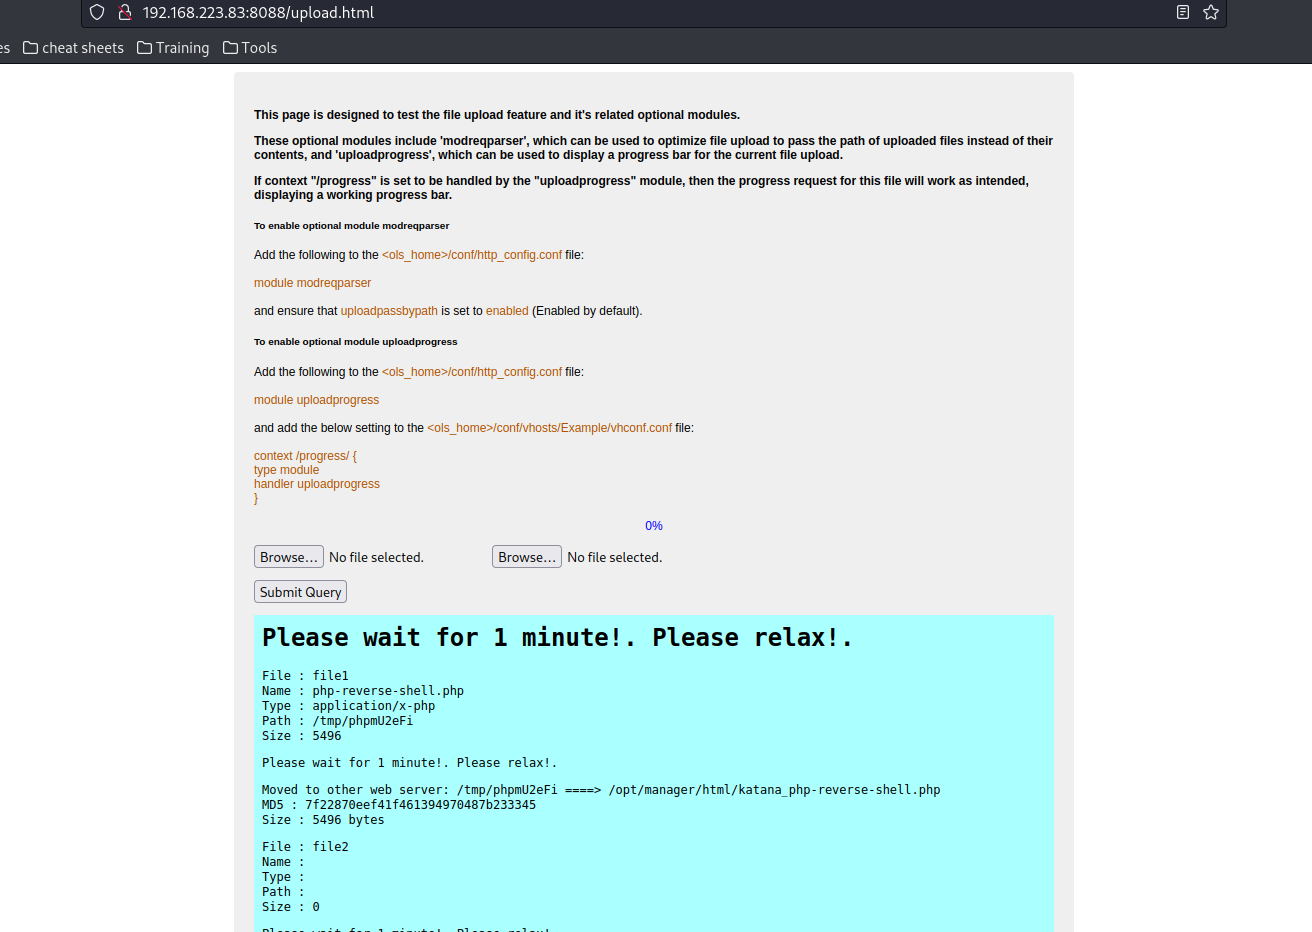 192.168.223.83:8088/upload.html
es cheat sheets Training Tools
This page is designed to test the file upload feature and it's related optional modules.
These optional modules include 'modreqparser', which can be used to optimize file upload to pass the path of uploaded files instead of their
contents, and 'uploadprogress', which can be used to display a progress bar for the current file upload.
If context "/progress" is set to be handled by the "uploadprogress" module, then the progress request for this file will work as intended,
displaying a working progress bar.
To enable optional module modreqparser
Add the following to the <ols_home>/conf/http_config.conf file:
module modreqparser
and ensure that uploadpassbypath is set to enabled (Enabled by default).
To enable optional module uploadprogress
Add the following to the <ols_home>/conf/http_config.conf file:
module uploadprogress
and add the below setting to the <ols_home>/conf/vhosts/Example/vhconf.conf file:
context /progress/ {
type module
handler uploadprogress
}
0%
Browse... No file selected. Browse... No file selected.
Submit Query
Please wait for 1 minute!. Please relax!.
File : file1
Name : php-reverse-shell.php
Type : application/x-php
Path : /tmp/phpmU2eFi
Size : 5496
Please wait for 1 minute!. Please relax!.
Moved to other web server: /tmp/phpmU2eFi ====> /opt/manager/html/katana_php-reverse-shell.php
MD5 : 7f22870eef41f461394970487b233345
Size : 5496 bytes
File : file2
Name :
Type :
Path :
Size : 0
Please wait for 1 minute!. Please relax!.